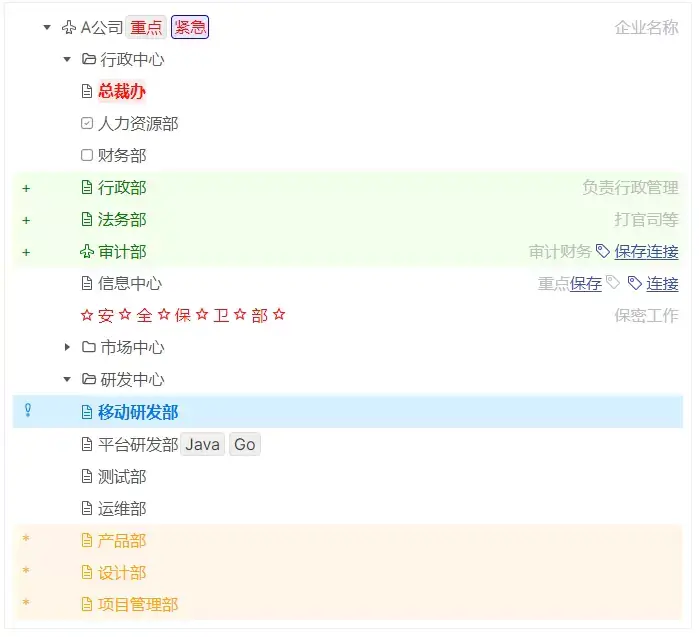 A公司 重点 紧急 企业名称
行政中心
总裁办
人力资源部
财务部
+ 行政部 负责行政管理
+ 法务部 打官司等
+ 审计部 审计财务 保存连接
信息中心 重点保存 连接
☆安☆全☆保☆卫☆部☆ 保密工作
市场中心
研发中心
! 移动研发部
平台研发部 Java Go
测试部
运维部
* 产品部
* 设计部
* 项目管理部